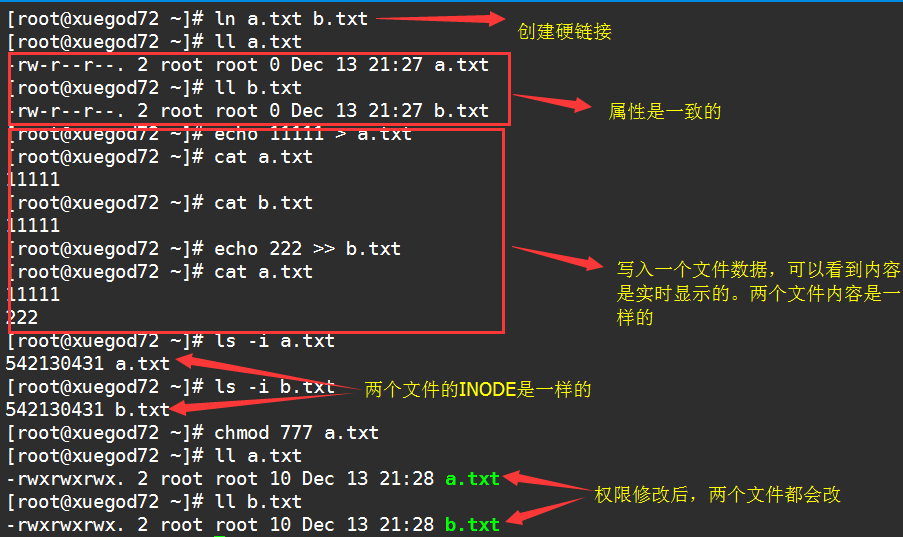 [root@xuegod72 ~]# ln a.txt b.txt
创建硬链接
[root@xuegod72 ~]# ll a.txt
-rw-r--r--. 2 root root 0 Dec 13 21:27 a.txt
[root@xuegod72 ~]# ll b.txt
-rw-r--r--. 2 root root 0 Dec 13 21:27 b.txt
属性是一致的
[root@xuegod72 ~]# echo 11111 > a.txt
[root@xuegod72 ~]# cat a.txt
11111
[root@xuegod72 ~]# cat b.txt
11111
[root@xuegod72 ~]# echo 222 >> b.txt
[root@xuegod72 ~]# cat a.txt
11111
222
写入一个文件数据，可以看到内容
是实时显示的。两个文件内容是一
样的
[root@xuegod72 ~]# ls -i a.txt
542130431 a.txt
[root@xuegod72 ~]# ls -i b.txt
542130431 b.txt
两个文件的INODE是一样的
[root@xuegod72 ~]# chmod 777 a.txt
[root@xuegod72 ~]# ll a.txt
-rwxrwxrwx. 2 root root 10 Dec 13 21:28 a.txt
[root@xuegod72 ~]# ll b.txt
-rwxrwxrwx. 2 root root 10 Dec 13 21:28 b.txt
权限修改后，两个文件都会改